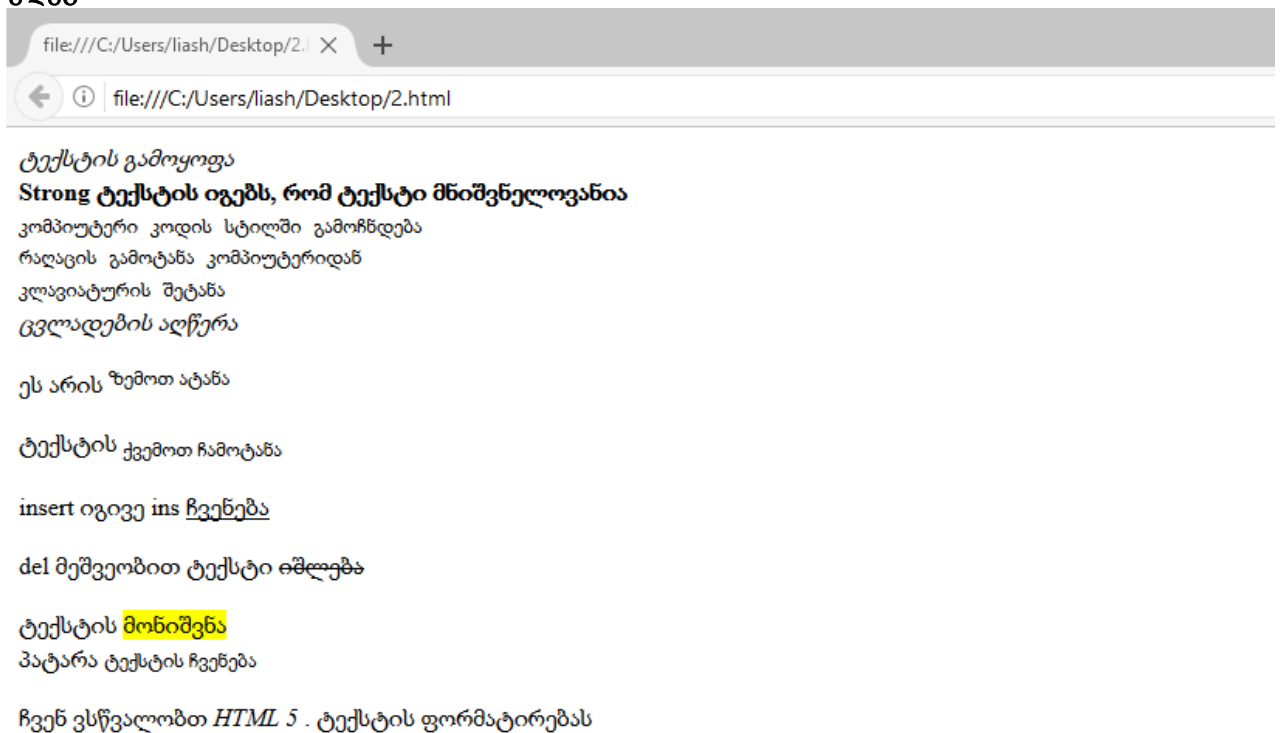 file:///C:/Users/liash/Desktop/2.
file:///C:/Users/liash/Desktop/2.html
ტექსტის გამოყოფა
Strong ტექსტის იგებს, რომ ტექსტი მნიშვნელოვანია
კომპიუტერი კოდის სტილში გამოჩნდება
რაღაცის გამოტანა კომპიუტერიდან
კლავიატურის შეტანა
ცვლადების აღწერა
ეს არის ზემოთ ატანა
ტექსტის ქვემოთ ჩამოტანა
insert იგივე ins ჩვენება
del მეშვეობით ტექსტი იშლება
ტექსტის მონიშვნა
პატარა ტექსტის ჩვენება
ჩვენ ვსწვალობთ HTML 5 . ტექსტის ფორმატირებას